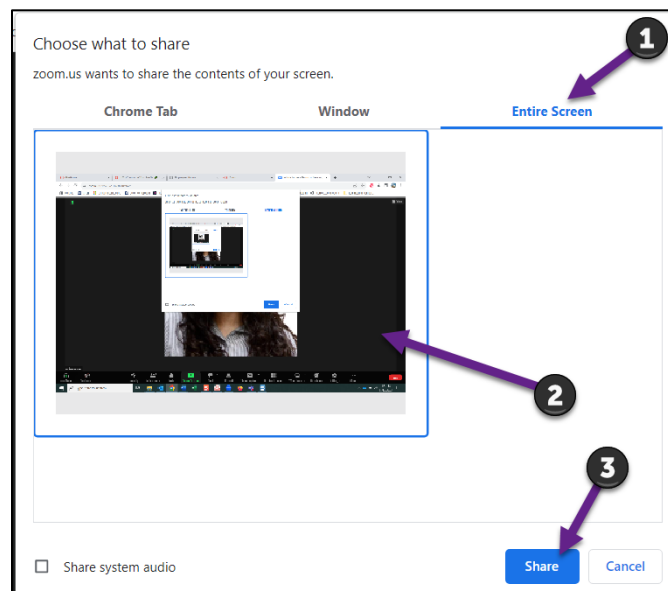 Choose what to share
zoom.us wants to share the contents of your screen.
Chrome Tab Window Entire Screen
1
2
3
Share system audio
Share Cancel